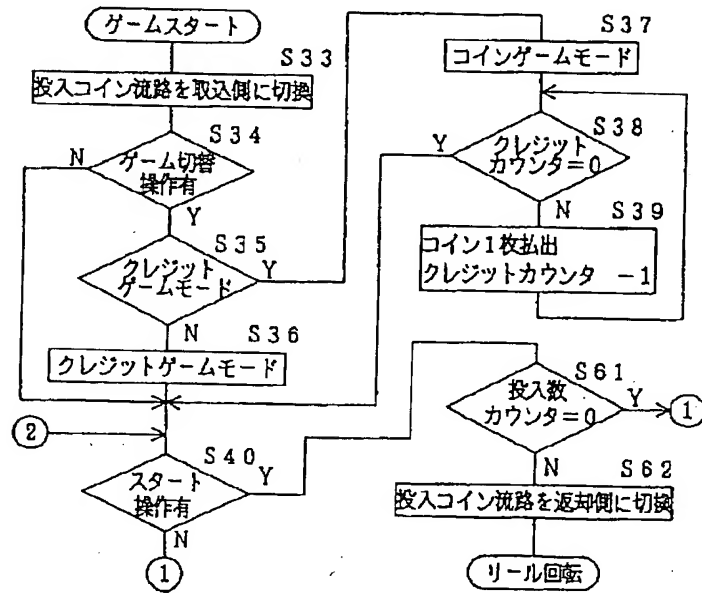 ゲームスタート
S33
投入コイン流路を取込側に切換
S34
N
ゲーム切替
操作有
Y
S35
クレジット
ゲームモード
Y
N
S36
クレジットゲームモード
2
S40
スタート
操作有
Y
N
1
S37
コインゲームモード
S38
Y
クレジット
カウンタ=0
N
S39
コイン1枚払出
クレジットカウンタ -1
S61
投入数
カウンタ=0
Y
1
N
S62
投入コイン流路を返却側に切換
リール回転